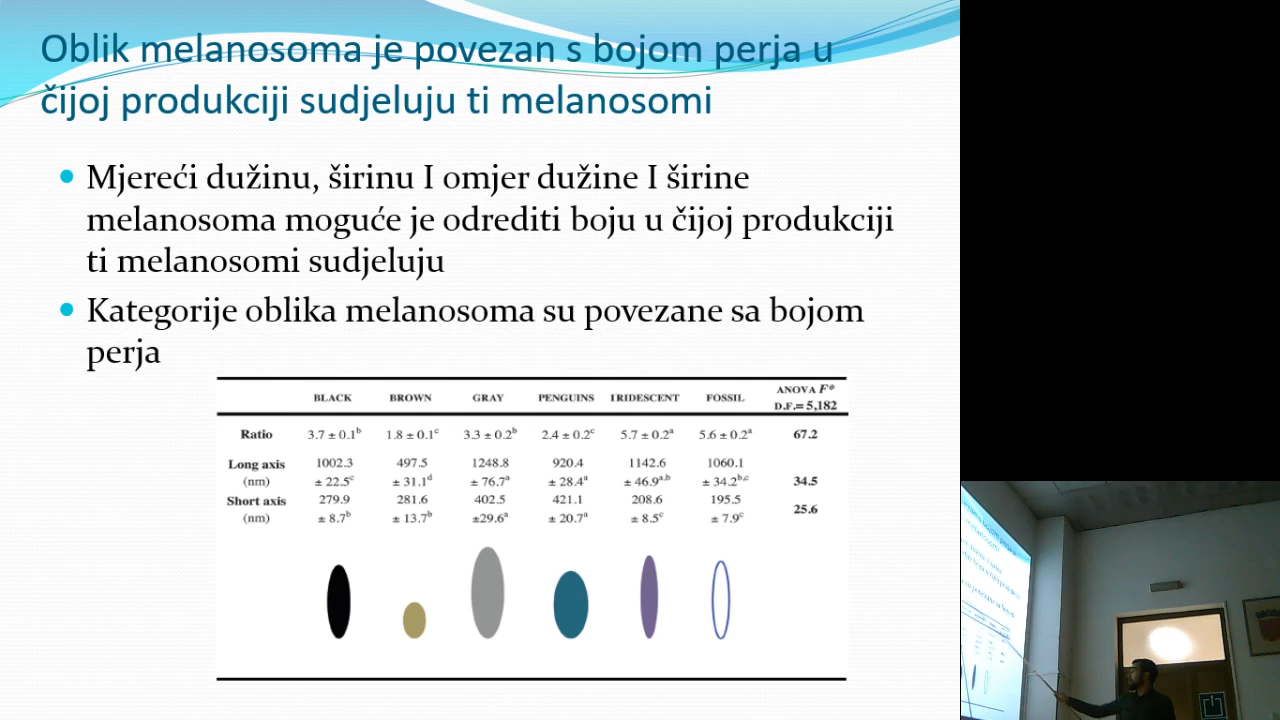 Oblik melanosoma je povezan s bojom perja u
čijoj produkciji sudjeluju ti melanosomi
Mjereći dužinu, širinu I omjer dužine I širine
melanosoma moguće je odrediti boju u čijoj produkciji
ti melanosomi sudjeluju
Kategorije oblika melanosoma su povezane sa bojom
perja
BLACK BROWN GRAY PENGUINS IRIDESCENT FOSSIL ANOVA F*
D.F.= 5,182
Ratio 3.7 ± 0.1ᵇ 1.8 ± 0.1ᶜ 3.3 ± 0.2ᵇ 2.4 ± 0.2ᶜ 5.7 ± 0.2ᵃ 5.6 ± 0.2ᵃ 67.2
Long axis 1002.3 497.5 1248.8 920.4 1142.6 1060.1
(nm) ± 22.5ᶜ ± 31.1ᵈ ± 76.7ᵃ ± 28.4ᵃ ± 46.9ᵃ,ᵇ ± 34.2ᵇ,ᶜ 34.5
Short axis 279.9 281.6 402.5 421.1 208.6 195.5 25.6
(nm) ± 8.7ᵇ ± 13.7ᵇ ±29.6ᵃ ± 20.7ᵃ ± 8.5ᶜ ± 7.9ᶜ